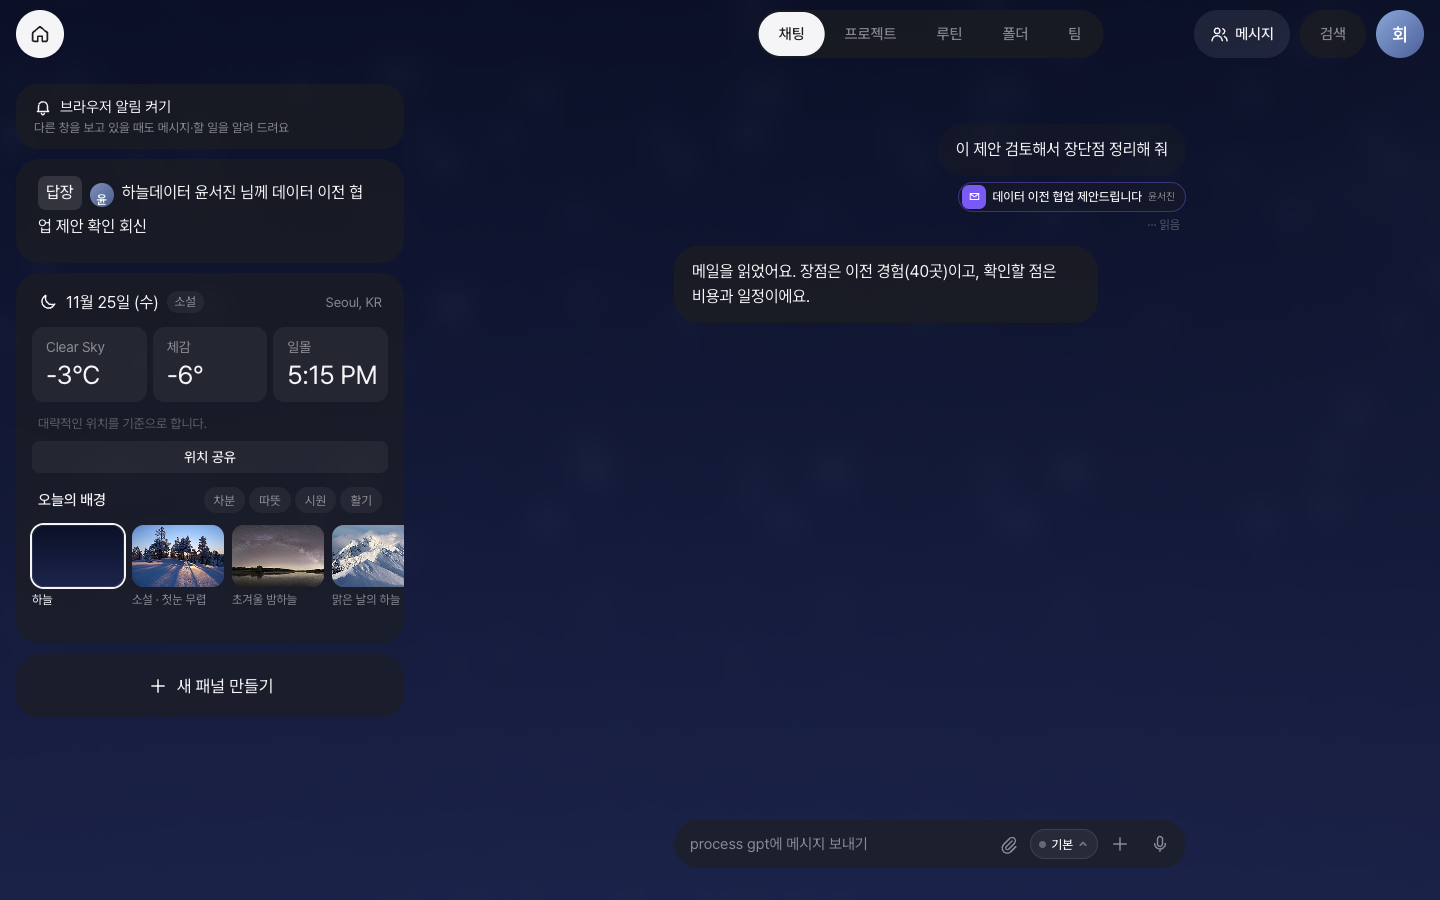 채팅
프로젝트
루틴
폴더
팀
메시지
검색
회
브라우저 알림 켜기
다른 창을 보고 있을 때도 메시지·할 일을 알려 드려요
답장 윤 하늘데이터 윤서진 님께 데이터 이전 협
업 제안 확인 회신
11월 25일 (수) 소설 Seoul, KR
Clear Sky
-3°C
체감
-6°
일몰
5:15 PM
대략적인 위치를 기준으로 합니다.
위치 공유
오늘의 배경 차분 따뜻 시원 활기
하늘
소설 · 첫눈 무렵
초겨울 밤하늘
맑은 날의 하늘
새 패널 만들기
이 제안 검토해서 장단점 정리해 줘
데이터 이전 협업 제안드립니다 윤서진
··· 읽음
메일을 읽었어요. 장점은 이전 경험(40곳)이고, 확인할 점은
비용과 일정이에요.
process gpt에 메시지 보내기
기본